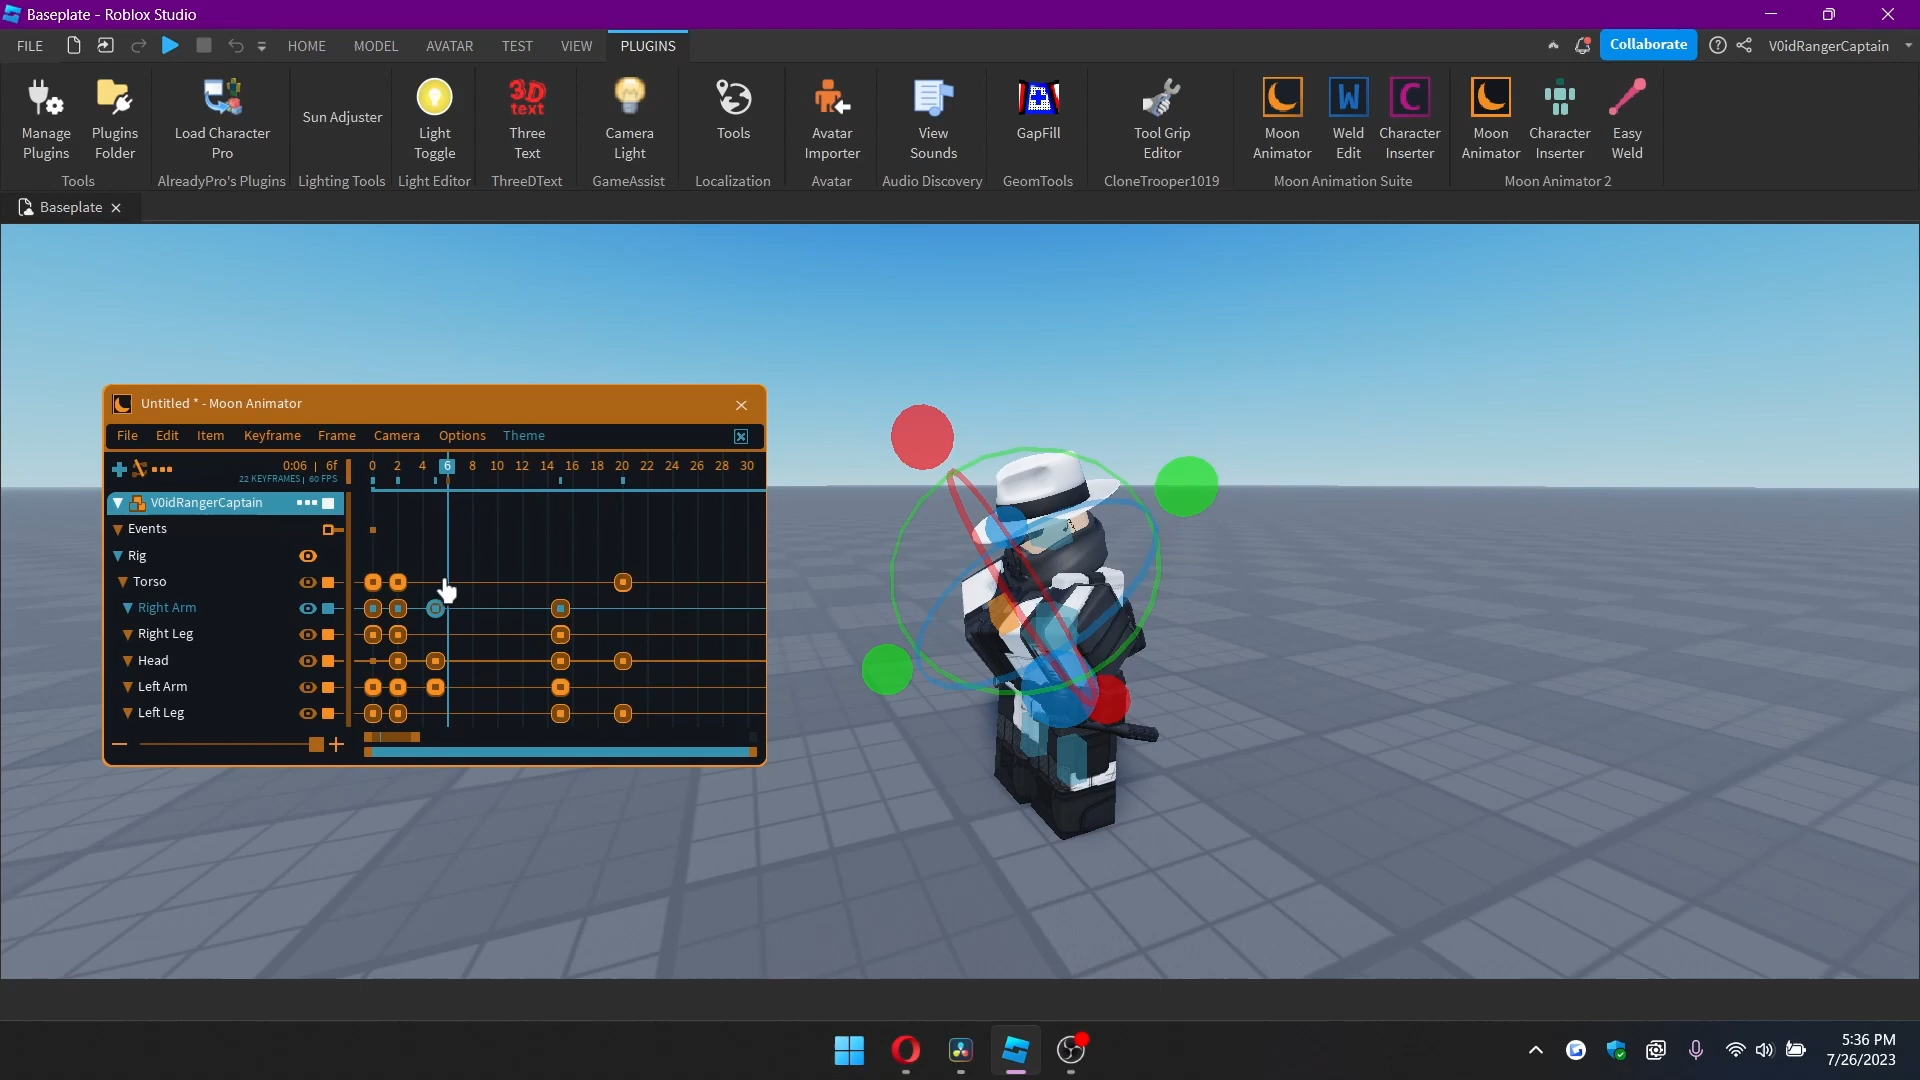 Baseplate - Roblox Studio
FILE HOME MODEL AVATAR TEST VIEW PLUGINS Collaborate V0idRangerCaptain
Manage Plugins
Plugins Folder
Tools
Load Character Pro
AlreadyPro's Plugins
Sun Adjuster
Lighting Tools
Light Toggle
Light Editor
3D text
Three Text
ThreeDText
Camera Light
GameAssist
Tools
Localization
Avatar Importer
Avatar
View Sounds
Audio Discovery
GapFill
GeomTools
Tool Grip Editor
CloneTrooper1019
Moon Animator
W
Weld Edit
C
Character Inserter
Moon Animation Suite
Moon Animator
Character Inserter
Easy Weld
Moon Animator 2
Baseplate
Untitled * - Moon Animator
File Edit Item Keyframe Frame Camera Options Theme
0:06 | 6f
22 KEYFRAMES | 60 FPS
0 2 4 6 8 10 12 14 16 18 20 22 24 26 28 30
V0idRangerCaptain
Events
Rig
Torso
Right Arm
Right Leg
Head
Left Arm
Left Leg
5:36 PM
7/26/2023